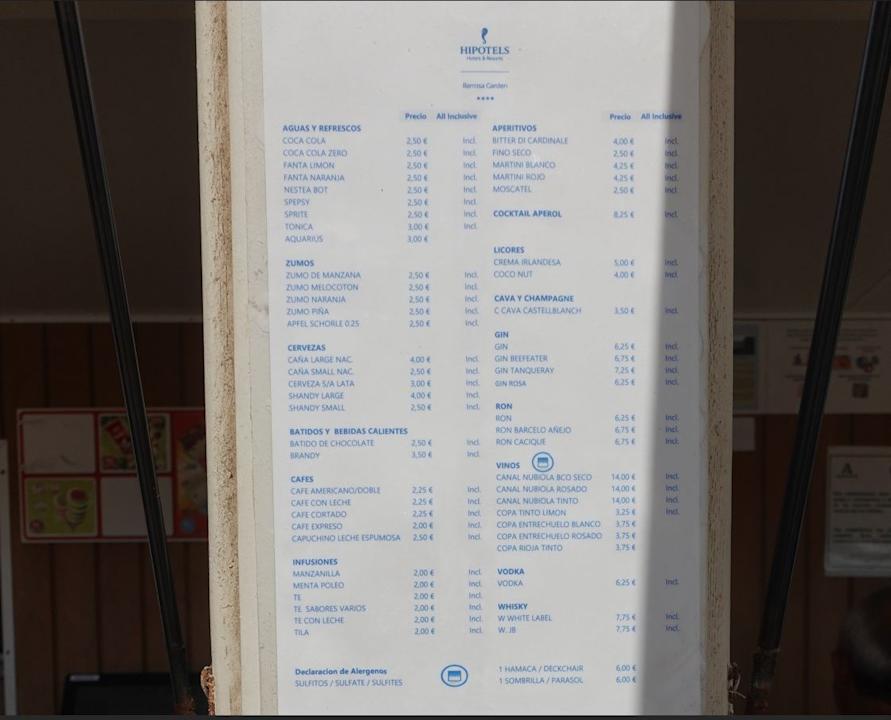 HIPOTELS
Hotels & Resorts
Barrosa Garden
Precio All Inclusive
AGUAS Y REFRESCOS
COCA COLA 2,50 € Incl.
COCA COLA ZERO 2,50 € Incl.
FANTA LIMON 2,50 € Incl.
FANTA NARANJA 2,50 € Incl.
NESTEA BOT 2,50 € Incl.
SPEPSY 2,50 € Incl.
SPRITE 2,50 € Incl.
TONICA 3,00 € Incl.
AQUARIUS 3,00 €
ZUMOS
ZUMO DE MANZANA 2,50 € Incl.
ZUMO MELOCOTON 2,50 € Incl.
ZUMO NARANJA 2,50 € Incl.
ZUMO PIÑA 2,50 € Incl.
APFEL SCHORLE 0.25 2,50 € Incl.
CERVEZAS
CAÑA LARGE NAC. 4,00 € Incl.
CAÑA SMALL NAC. 2,50 € Incl.
CERVEZA S/A LATA 3,00 € Incl.
SHANDY LARGE 4,00 € Incl.
SHANDY SMALL 2,50 € Incl.
BATIDOS Y BEBIDAS CALIENTES
BATIDO DE CHOCOLATE 2,50 € Incl.
BRANDY 3,50 € Incl.
CAFES
CAFE AMERICANO/DOBLE 2,25 € Incl.
CAFE CON LECHE 2,25 € Incl.
CAFE CORTADO 2,25 € Incl.
CAFE EXPRESO 2,00 € Incl.
CAPUCHINO LECHE ESPUMOSA 2,50 € Incl.
INFUSIONES
MANZANILLA 2,00 € Incl.
MENTA POLEO 2,00 € Incl.
TE 2,00 € Incl.
TE SABORES VARIOS 2,00 € Incl.
TE CON LECHE 2,00 € Incl.
TILA 2,00 € Incl.
Declaracion de Alergenos
SULFITOS / SULFATE / SULFITES
Precio All Inclusive
APERITIVOS
BITTER DI CARDINALE 4,00 € Incl.
FINO SECO 2,50 € Incl.
MARTINI BLANCO 4,25 € Incl.
MARTINI ROJO 4,25 € Incl.
MOSCATEL 2,50 € Incl.
COCKTAIL APEROL 8,25 € Incl.
LICORES
CREMA IRLANDESA 5,00 € Incl.
COCO NUT 4,00 € Incl.
CAVA Y CHAMPAGNE
C CAVA CASTELLBLANCH 3,50 € Incl.
GIN
GIN 6,25 € Incl.
GIN BEEFEATER 6,75 € Incl.
GIN TANQUERAY 7,25 € Incl.
GIN ROSA 6,25 € Incl.
RON
RON 6,25 € Incl.
RON BARCELO AÑEJO 6,75 € Incl.
RON CACIQUE 6,75 € Incl.
VINOS
CANAL NUBIOLA BCO SECO 14,00 € Incl.
CANAL NUBIOLA ROSADO 14,00 € Incl.
CANAL NUBIOLA TINTO 14,00 € Incl.
COPA TINTO LIMON 3,25 € Incl.
COPA ENTRECHUELO BLANCO 3,75 €
COPA ENTRECHUELO ROSADO 3,75 €
COPA RIOJA TINTO 3,75 €
VODKA
VODKA 6,25 € Incl.
WHISKY
W WHITE LABEL 7,75 € Incl.
W. JB 7,75 € Incl.
1 HAMACA / DECKCHAIR 6,00 €
1 SOMBRILLA / PARASOL 6,00 €